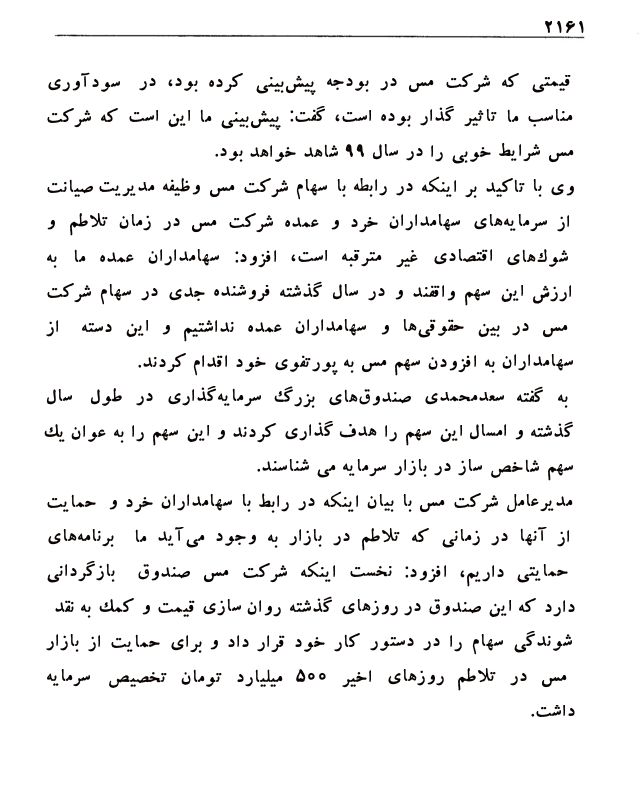 ۲۱۶۱
قیمتی که شرکت مس در بودجه پیش‌بینی کرده بود، در سودآوری
مناسب ما تاثیر گذار بوده است، گفت: پیش‌بینی ما این است که شرکت
مس شرایط خوبی را در سال ۹۹ شاهد خواهد بود.
وی با تاکید بر اینکه در رابطه با سهام شرکت مس وظیفه مدیریت صیانت
از سرمایه‌های سهامداران خرد و عمده شرکت مس در زمان تلاطم و
شوک‌های اقتصادی غیر مترقبه است، افزود: سهامداران عمده ما به
ارزش این سهم واقفند و در سال گذشته فروشنده جدی در سهام شرکت
مس در بین حقوقی‌ها و سهامداران عمده نداشتیم و این دسته از
سهامداران به افزودن سهم مس به پورتفوی خود اقدام کردند.
به گفته سعدمحمدی صندوق‌های بزرگ سرمایه‌گذاری در طول سال
گذشته و امسال این سهم را هدف گذاری کردند و این سهم را به عوان یك
سهم شاخص ساز در بازار سرمایه می شناسند.
مدیرعامل شرکت مس با بیان اینکه در رابط با سهامداران خرد و حمایت
از آنها در زمانی که تلاطم در بازار به وجود می‌آید ما برنامه‌های
حمایتی داریم، افزود: نخست اینکه شرکت مس صندوق بازگردانی
دارد که این صندوق در روزهای گذشته روان سازی قیمت و کمك به نقد
شوندگی سهام را در دستور کار خود قرار داد و برای حمایت از بازار
مس در تلاطم روزهای اخیر ۵۰۰ میلیارد تومان تخصیص سرمایه
داشت.